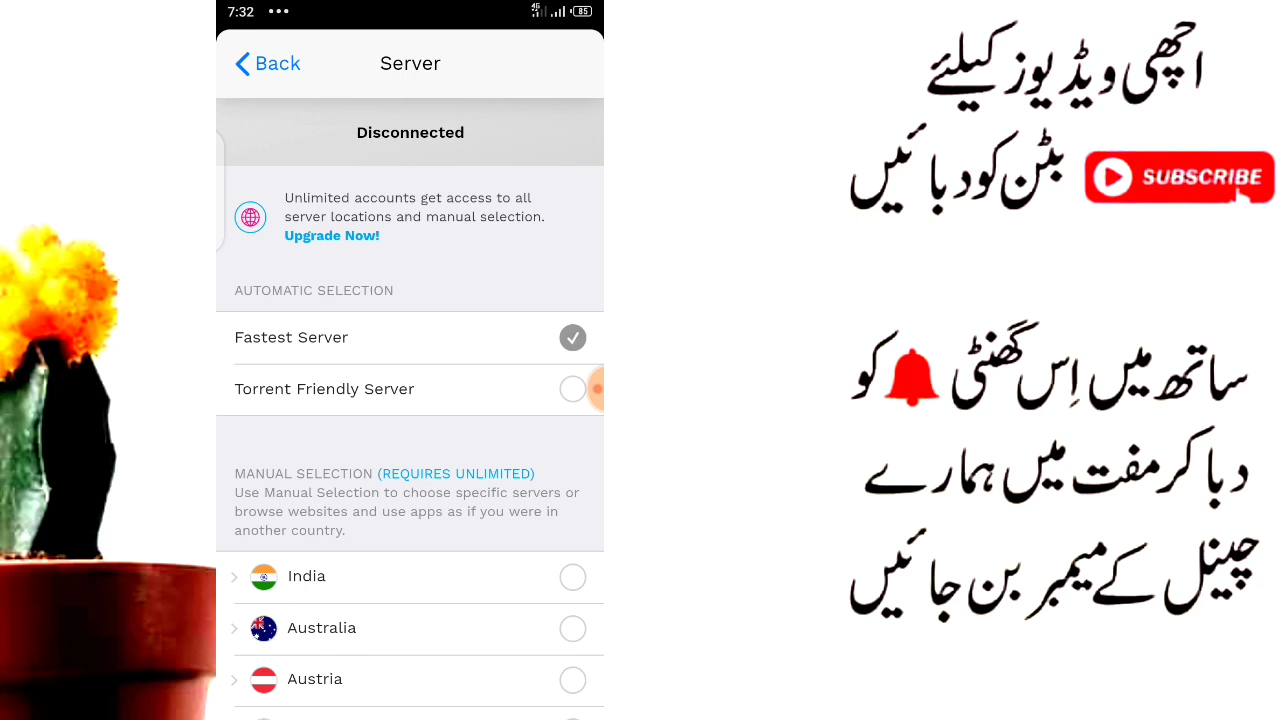 7:32
4G
85
Back
Server
Disconnected
Unlimited accounts get access to all
server locations and manual selection.
Upgrade Now!
AUTOMATIC SELECTION
Fastest Server
Torrent Friendly Server
MANUAL SELECTION (REQUIRES UNLIMITED)
Use Manual Selection to choose specific servers or
browse websites and use apps as if you were in
another country.
India
Australia
Austria
اچھی ویڈیوز کیلئے
SUBSCRIBE بٹن کو دبائیں
ساتھ میں اِس گھنٹی کو
دبا کر مفت میں ہمارے
چینل کے میمبر بن جائیں